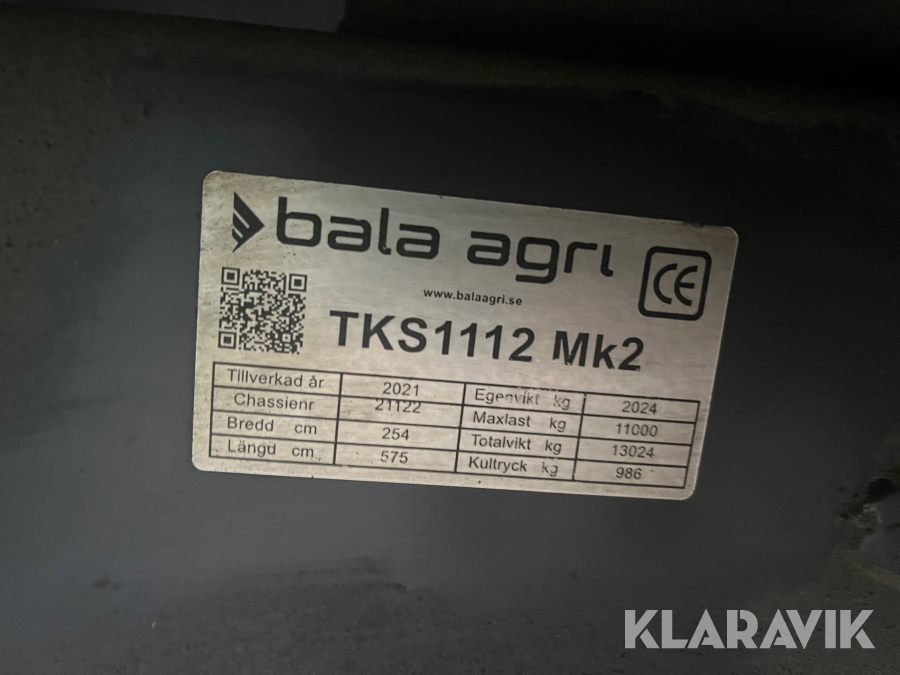 bala agri
www.balaagri.se
CE
TKS1112 Mk2
Tillverkad år 2021 Egenvikt kg 2024
Chassienr 21122 Maxlast kg 11000
Bredd cm 254 Totalvikt kg 13024
Längd cm 575 Kultryck kg 986
KLARAVIK